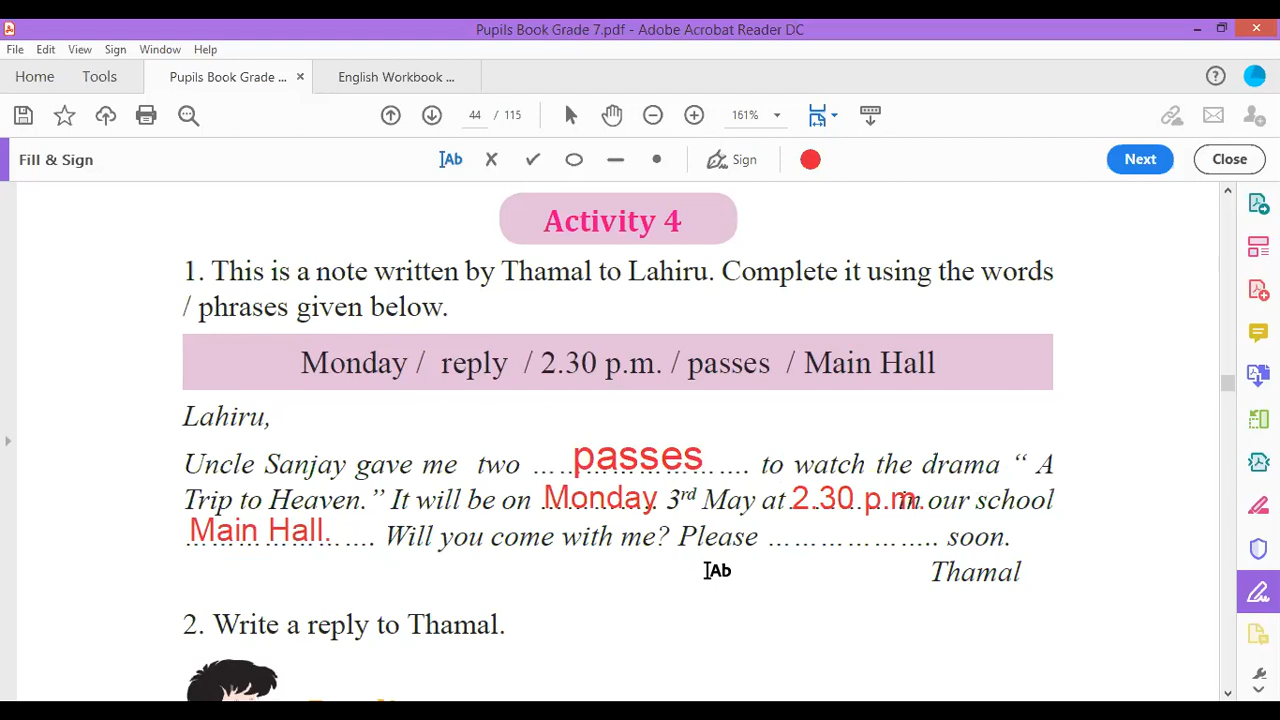 Pupils Book Grade 7.pdf - Adobe Acrobat Reader DC
File Edit View Sign Window Help
Home Tools Pupils Book Grade ... × English Workbook ...
44 / 115 161%
Fill & Sign Ab Sign Next Close
Activity 4
1. This is a note written by Thamal to Lahiru. Complete it using the words
/ phrases given below.
Monday / reply / 2.30 p.m. / passes / Main Hall
Lahiru,
Uncle Sanjay gave me two ... passes ... to watch the drama “ A
Trip to Heaven.” It will be on Monday 3rd May at 2.30 p.m. in our school
Main Hall. Will you come with me? Please ……………….. soon.
Ab
Thamal
2. Write a reply to Thamal.